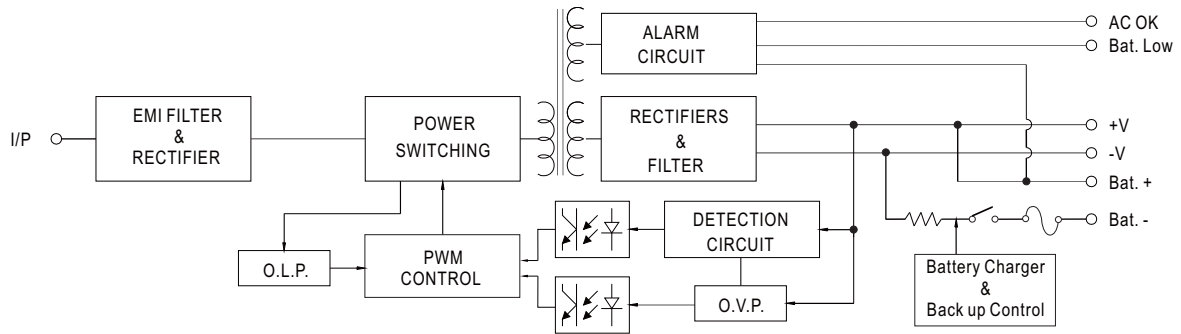 ALARM
CIRCUIT
AC OK
Bat. Low
I/P
EMI FILTER
&
RECTIFIER
POWER
SWITCHING
RECTIFIERS
&
FILTER
+V
-V
Bat. +
Bat. -
O.L.P.
PWM
CONTROL
DETECTION
CIRCUIT
O.V.P.
Battery Charger
&
Back up Control